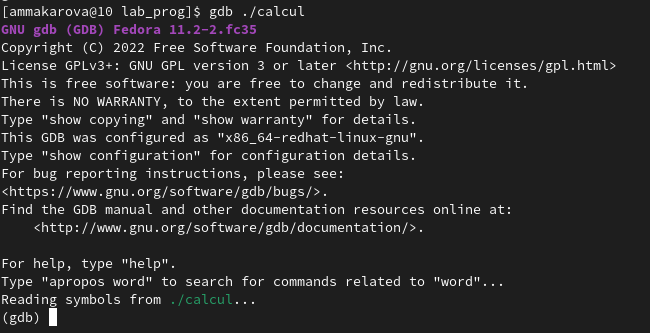 [ammakarova@10 lab_prog]$ gdb ./calcul
GNU gdb (GDB) Fedora 11.2-2.fc35
Copyright (C) 2022 Free Software Foundation, Inc.
License GPLv3+: GNU GPL version 3 or later <http://gnu.org/licenses/gpl.html>
This is free software: you are free to change and redistribute it.
There is NO WARRANTY, to the extent permitted by law.
Type "show copying" and "show warranty" for details.
This GDB was configured as "x86_64-redhat-linux-gnu".
Type "show configuration" for configuration details.
For bug reporting instructions, please see:
<https://www.gnu.org/software/gdb/bugs/>.
Find the GDB manual and other documentation resources online at:
    <http://www.gnu.org/software/gdb/documentation/>.

For help, type "help".
Type "apropos word" to search for commands related to "word"...
Reading symbols from ./calcul...
(gdb)